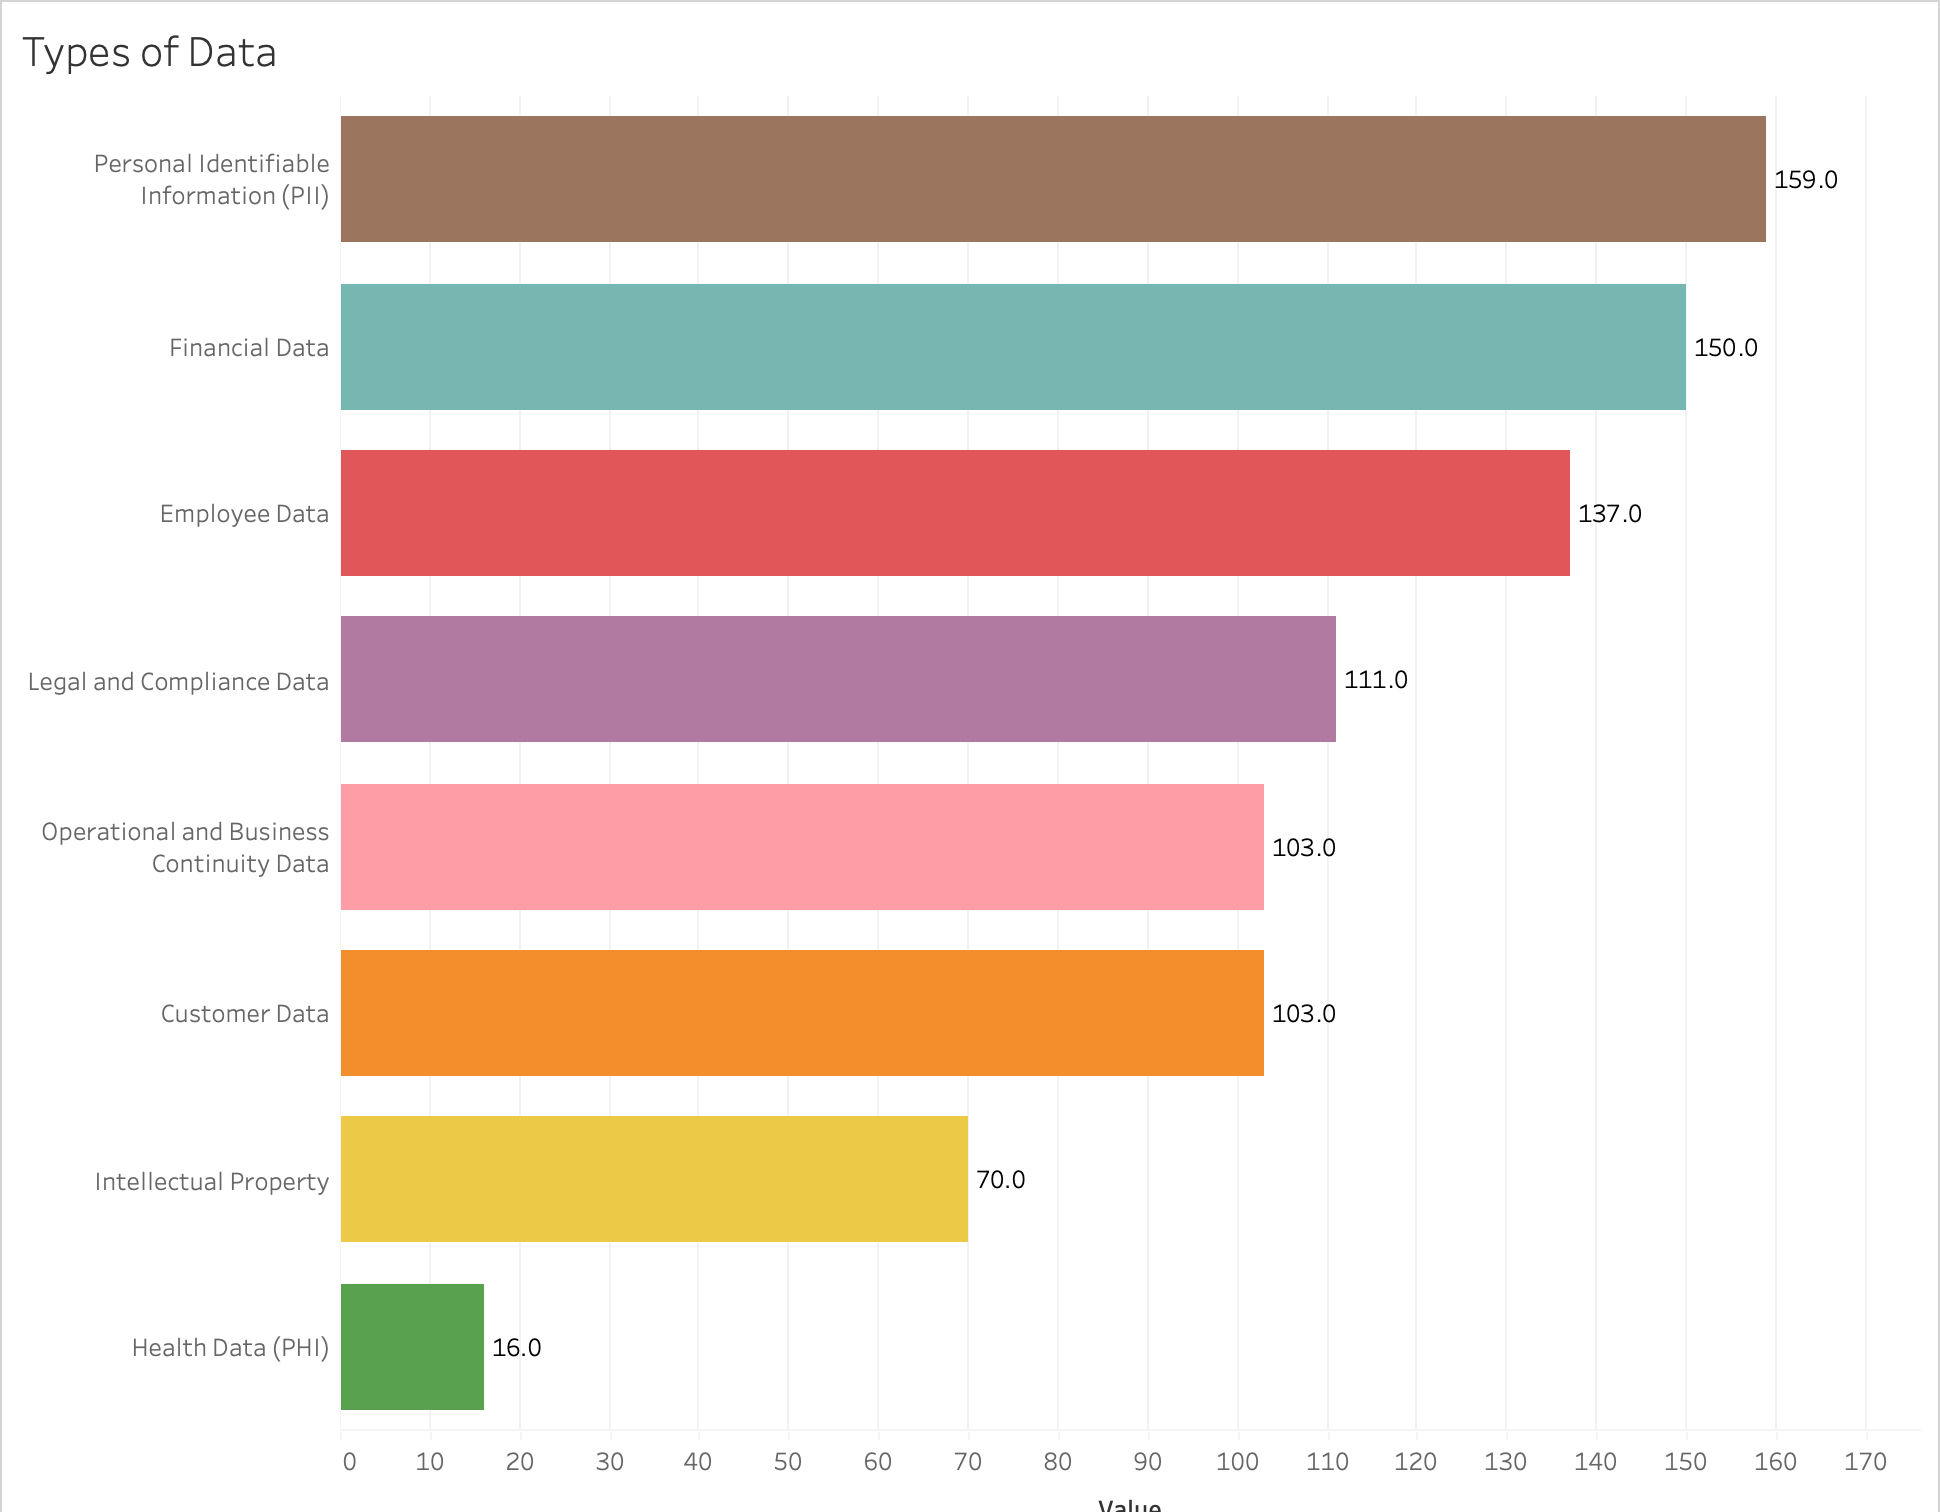 Types of Data
Personal Identifiable
Information (PII)
159.0
Financial Data
150.0
Employee Data
137.0
Legal and Compliance Data
111.0
Operational and Business
Continuity Data
103.0
Customer Data
103.0
Intellectual Property
70.0
Health Data (PHI)
16.0
0 10 20 30 40 50 60 70 80 90 100 110 120 130 140 150 160 170
Value